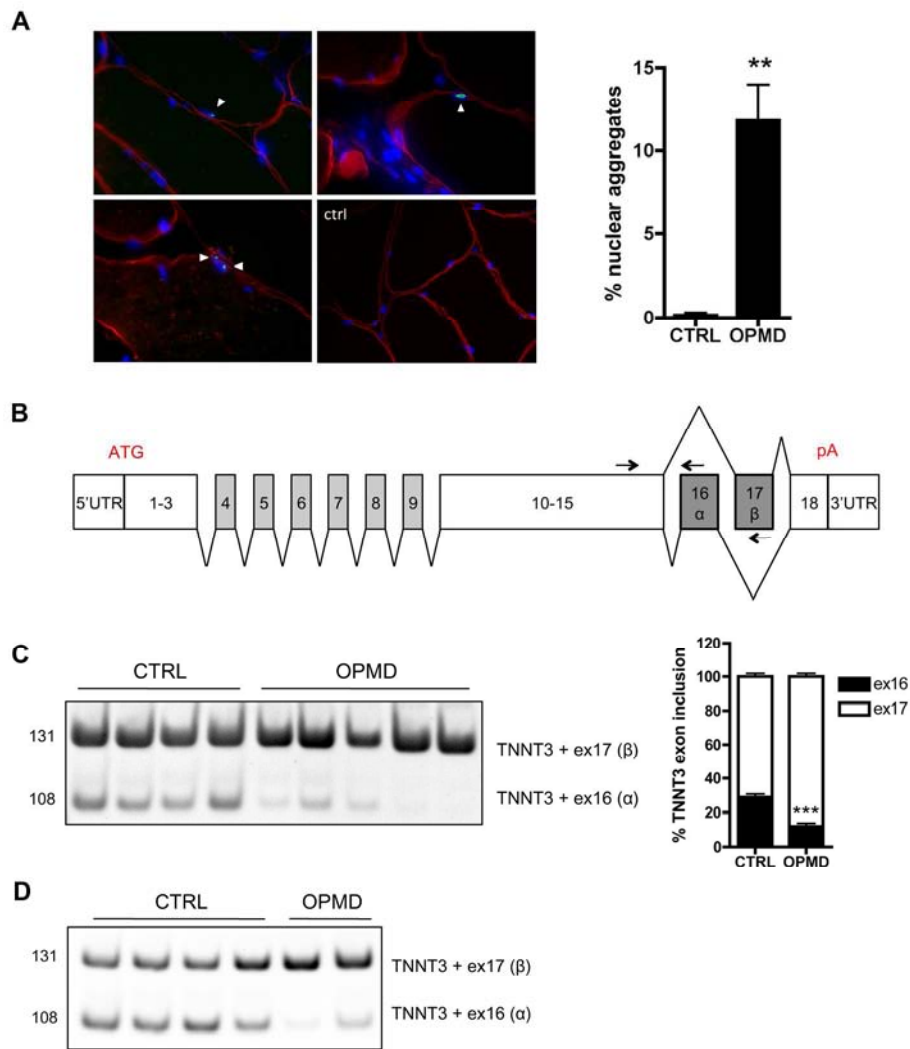 A
ctrl
% nuclear aggregates
15
10
5
0
**
CTRL OPMD
B
ATG
pA
5'UTR 1-3 4 5 6 7 8 9 10-15 16 α 17 β 18 3'UTR
C
CTRL OPMD
131
TNNT3 + ex17 (β)
108
TNNT3 + ex16 (α)
% TNNT3 exon inclusion
120
100
80
60
40
20
0
***
CTRL OPMD
ex16
ex17
D
CTRL OPMD
131
TNNT3 + ex17 (β)
108
TNNT3 + ex16 (α)